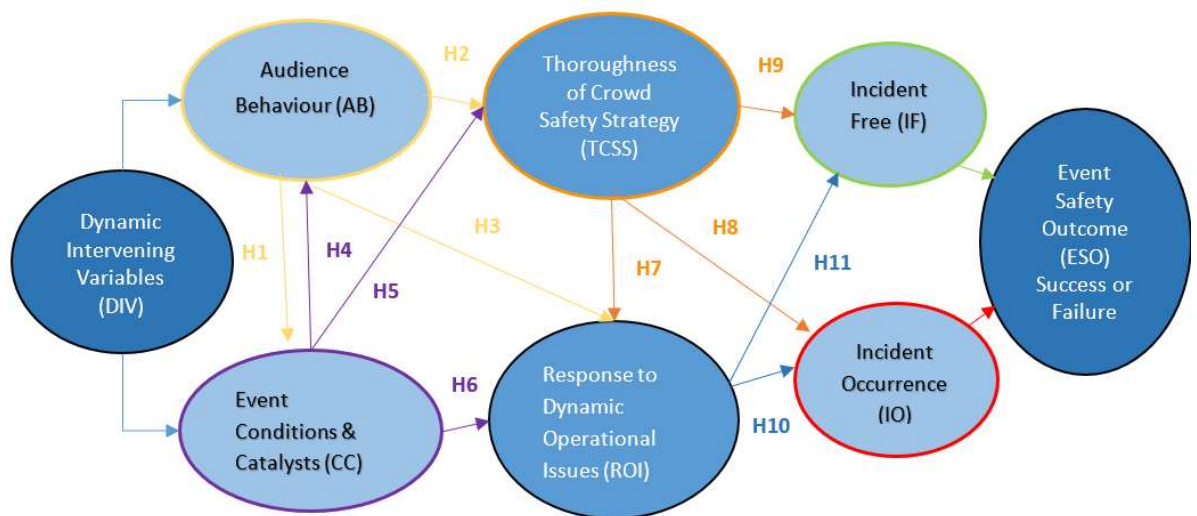 Dynamic
Intervening
Variables
(DIV)
Audience
Behaviour (AB)
H1
H2
H3
H4
H5
H6
Event
Conditions &
Catalysts (CC)
Thoroughness
of Crowd
Safety Strategy
(TCSS)
H7
H8
H9
Response to
Dynamic
Operational
Issues (ROI)
H10
H11
Incident
Free (IF)
Incident
Occurrence
(IO)
Event
Safety
Outcome
(ESO)
Success or
Failure